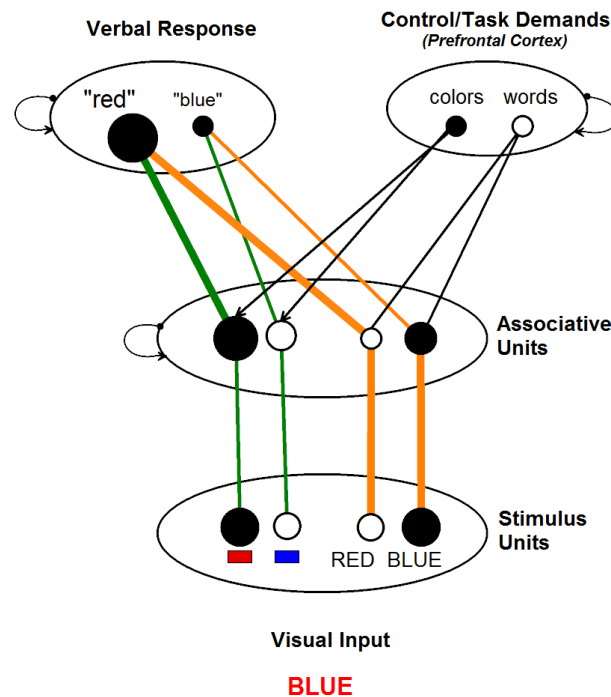 Verbal Response
Control/Task Demands
(Prefrontal Cortex)
"red"
"blue"
colors
words
Associative
Units
Stimulus
Units
RED
BLUE
Visual Input
BLUE